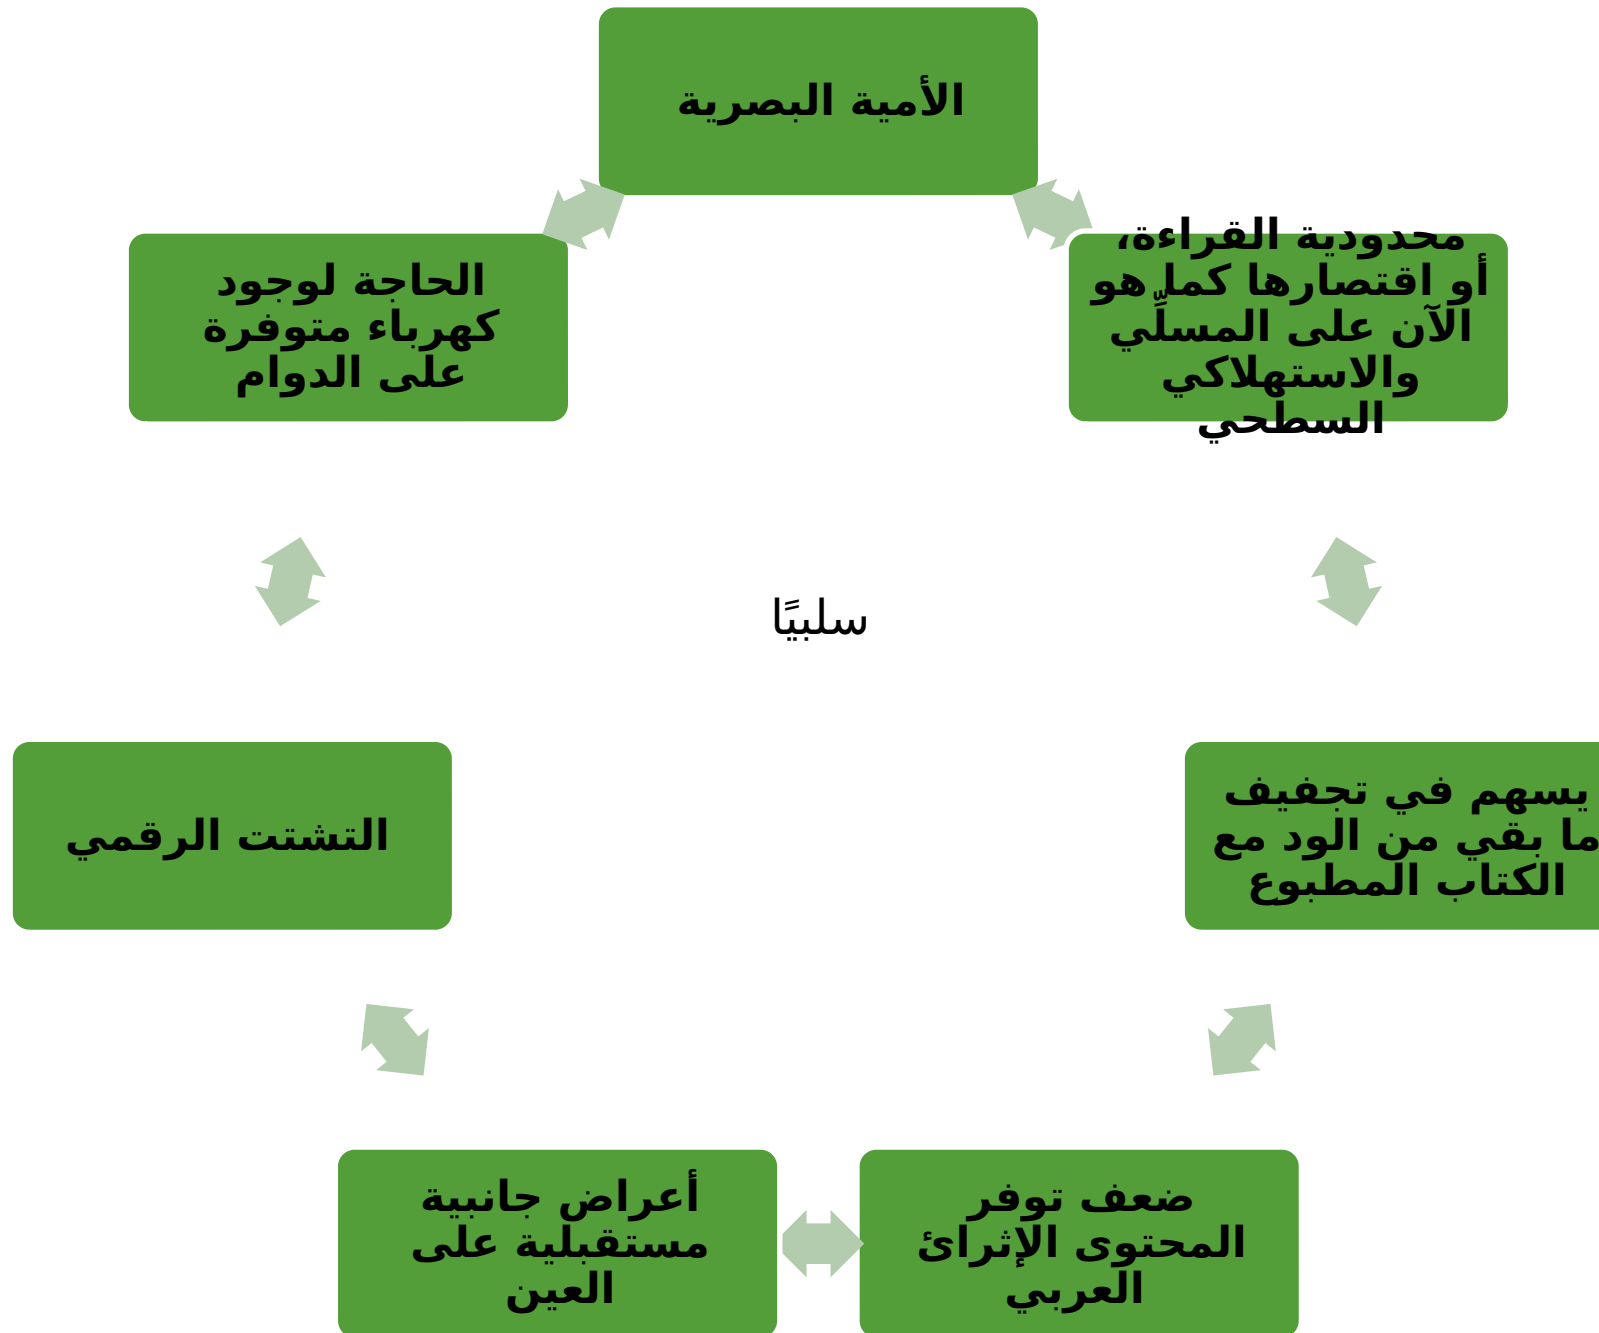 الأمية البصرية
محدودية القراءة،
أو اقتصارها كما هو
الآن على المسلِّي
والاستهلاكي
السطحي
الحاجة لوجود
كهرباء متوفرة
على الدوام
سلبيًا
يسهم في تجفيف
ما بقي من الود مع
الكتاب المطبوع
التشتت الرقمي
ضعف توفر
المحتوى الإثرائ
العربي
أعراض جانبية
مستقبلية على
العين